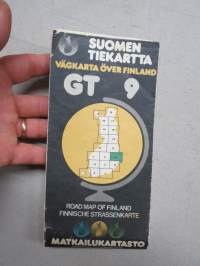 SUOMEN
TIEKARTTA
VÄGKARTA ÖVER FINLAND
GT 9
ROAD MAP OF FINLAND
FINNISCHE STRASSENKARTE
MATKAILUKARTASTO